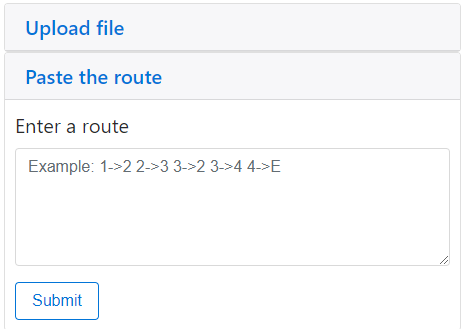 Upload file
Paste the route
Enter a route
Example: 1->2 2->3 3->2 3->4 4->E
Submit